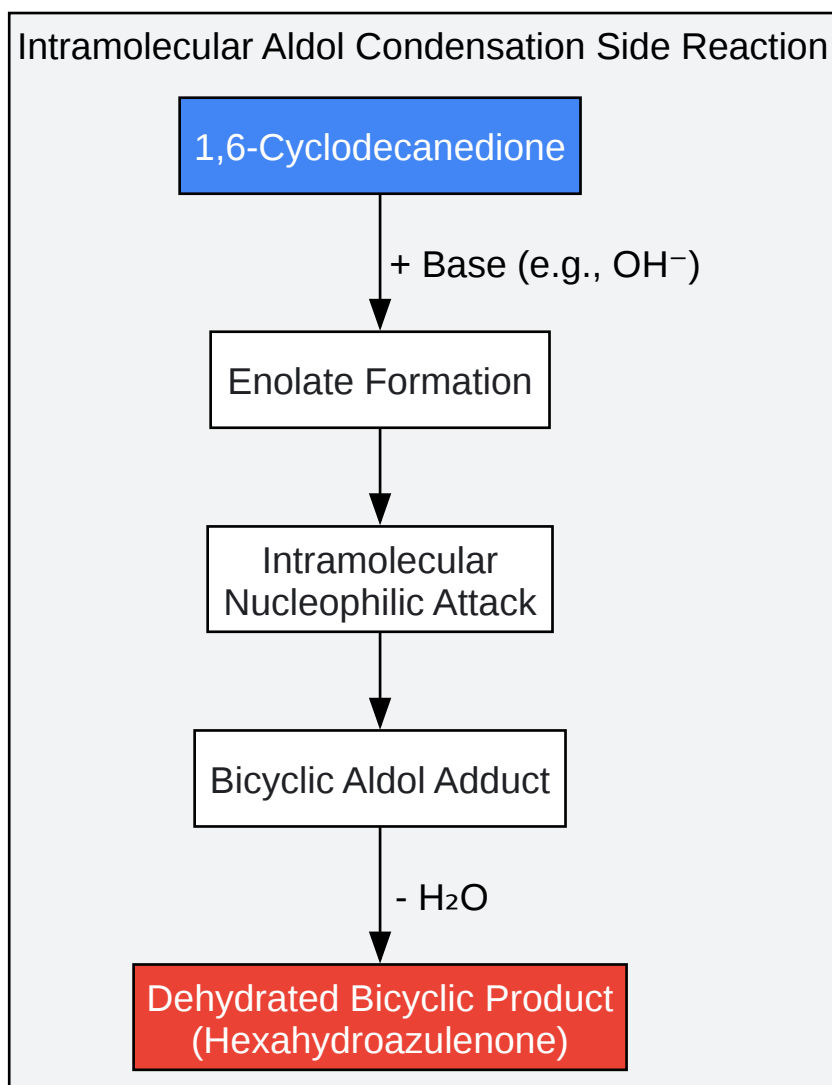 Intramolecular Aldol Condensation Side Reaction
1,6-Cyclodecanedione
+ Base (e.g., OH⁻)
Enolate Formation
Intramolecular
Nucleophilic Attack
Bicyclic Aldol Adduct
- H₂O
Dehydrated Bicyclic Product
(Hexahydroazulenone)